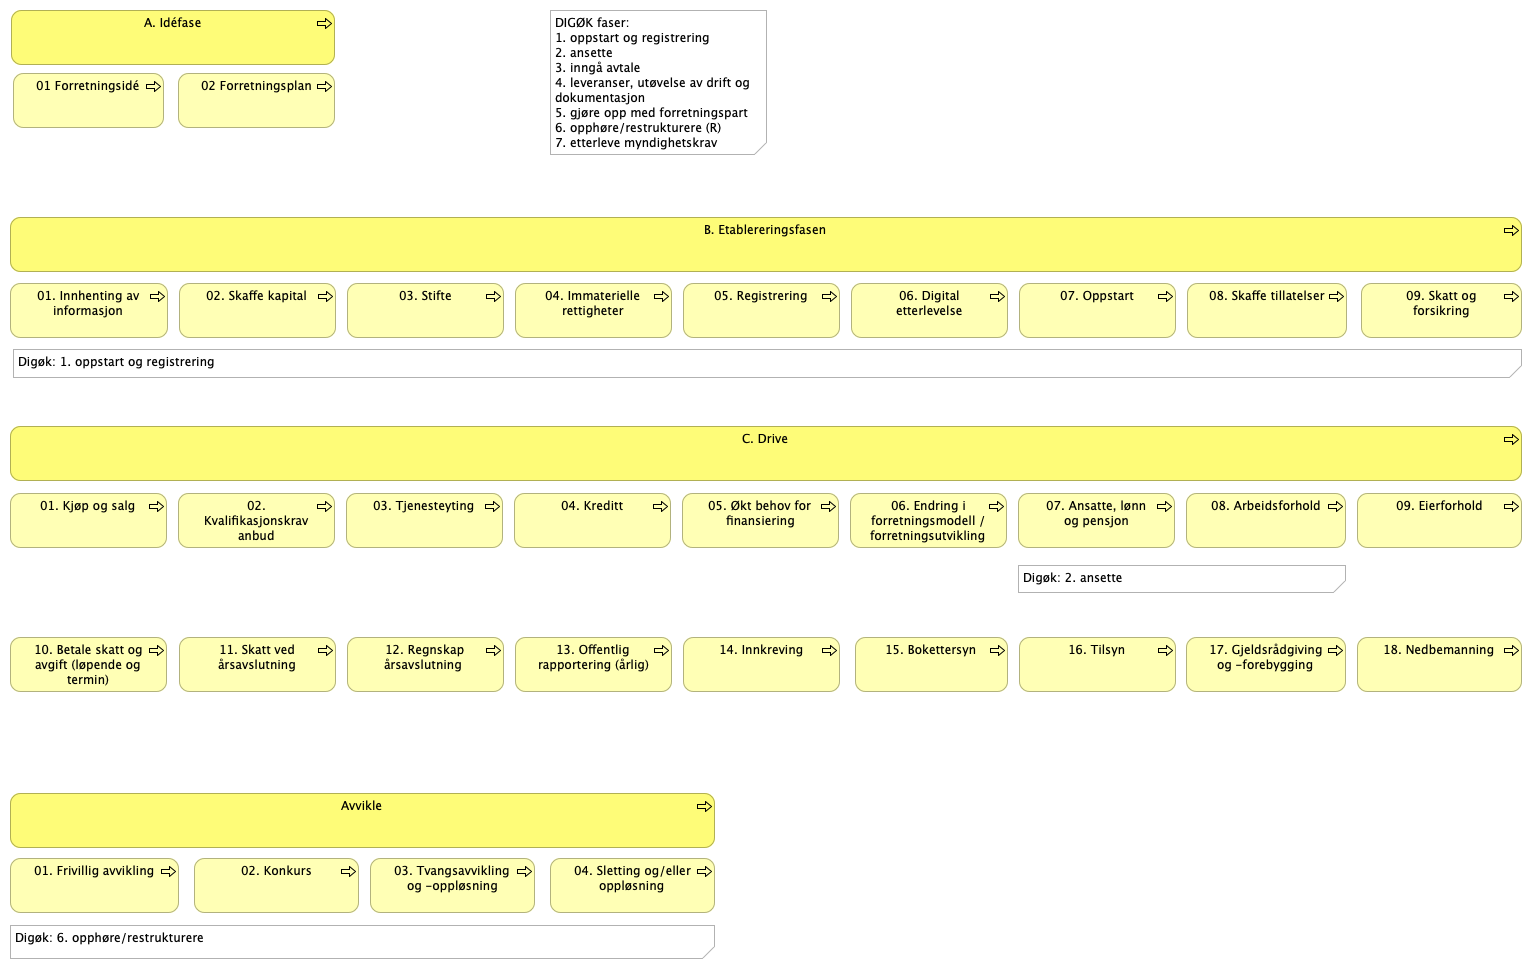 A. Idéfase
01 Forretningsidé
02 Forretningsplan
DIGØK faser:
1. oppstart og registrering
2. ansette
3. inngå avtale
4. leveranser, utøvelse av drift og
dokumentasjon
5. gjøre opp med forretningspart
6. opphøre/restrukturere (R)
7. etterleve myndighetskrav
B. Etablereringsfasen
01. Innhenting av
informasjon
02. Skaffe kapital
03. Stifte
04. Immaterielle
rettigheter
05. Registrering
06. Digital
etterlevelse
07. Oppstart
08. Skaffe tillatelser
09. Skatt og
forsikring
Digøk: 1. oppstart og registrering
C. Drive
01. Kjøp og salg
02.
Kvalifikasjonskrav
anbud
03. Tjenesteyting
04. Kreditt
05. Økt behov for
finansiering
06. Endring i
forretningsmodell /
forretningsutvikling
07. Ansatte, lønn
og pensjon
08. Arbeidsforhold
09. Eierforhold
Digøk: 2. ansette
10. Betale skatt og
avgift (løpende og
termin)
11. Skatt ved
årsavslutning
12. Regnskap
årsavslutning
13. Offentlig
rapportering (årlig)
14. Innkreving
15. Bokettersyn
16. Tilsyn
17. Gjeldsrådgiving
og -forebygging
18. Nedbemanning
Avvikle
01. Frivillig avvikling
02. Konkurs
03. Tvangsavvikling
og -oppløsning
04. Sletting og/eller
oppløsning
Digøk: 6. opphøre/restrukturere